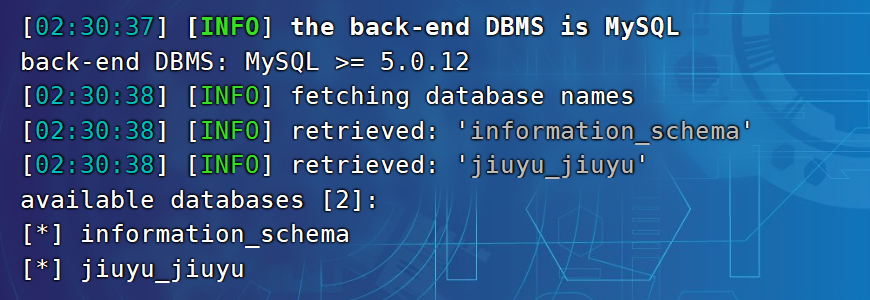 [02:30:37] [INFO] the back-end DBMS is MySQL
back-end DBMS: MySQL >= 5.0.12
[02:30:38] [INFO] fetching database names
[02:30:38] [INFO] retrieved: 'information_schema'
[02:30:38] [INFO] retrieved: 'jiuyu_jiuyu'
available databases [2]:
[*] information_schema
[*] jiuyu_jiuyu